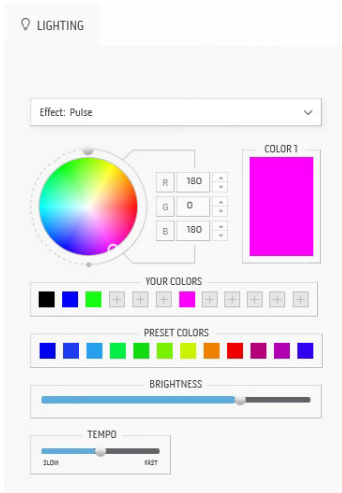 LIGHTING
Effect: Pulse
COLOR 1
R 180
G 0
B 180
YOUR COLORS
PRESET COLORS
BRIGHTNESS
TEMPO
SLOW FAST